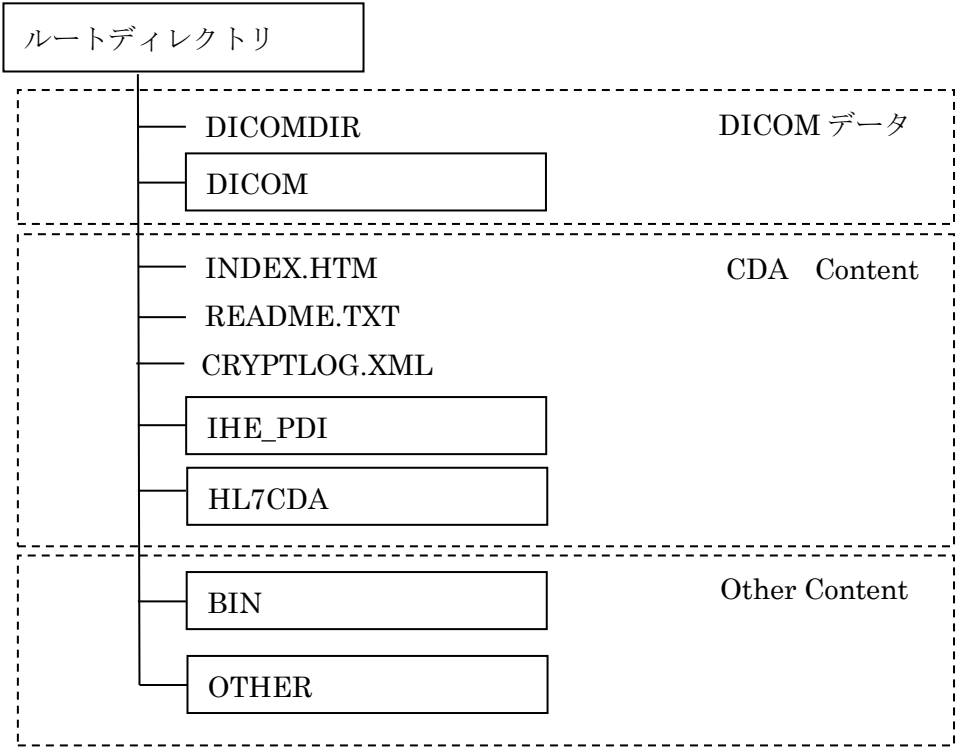 ルートディレクトリ
DICOMDIR
DICOM データ
DICOM
INDEX.HTM
CDA　Content
README.TXT
CRYPTLOG.XML
IHE_PDI
HL7CDA
Other Content
BIN
OTHER